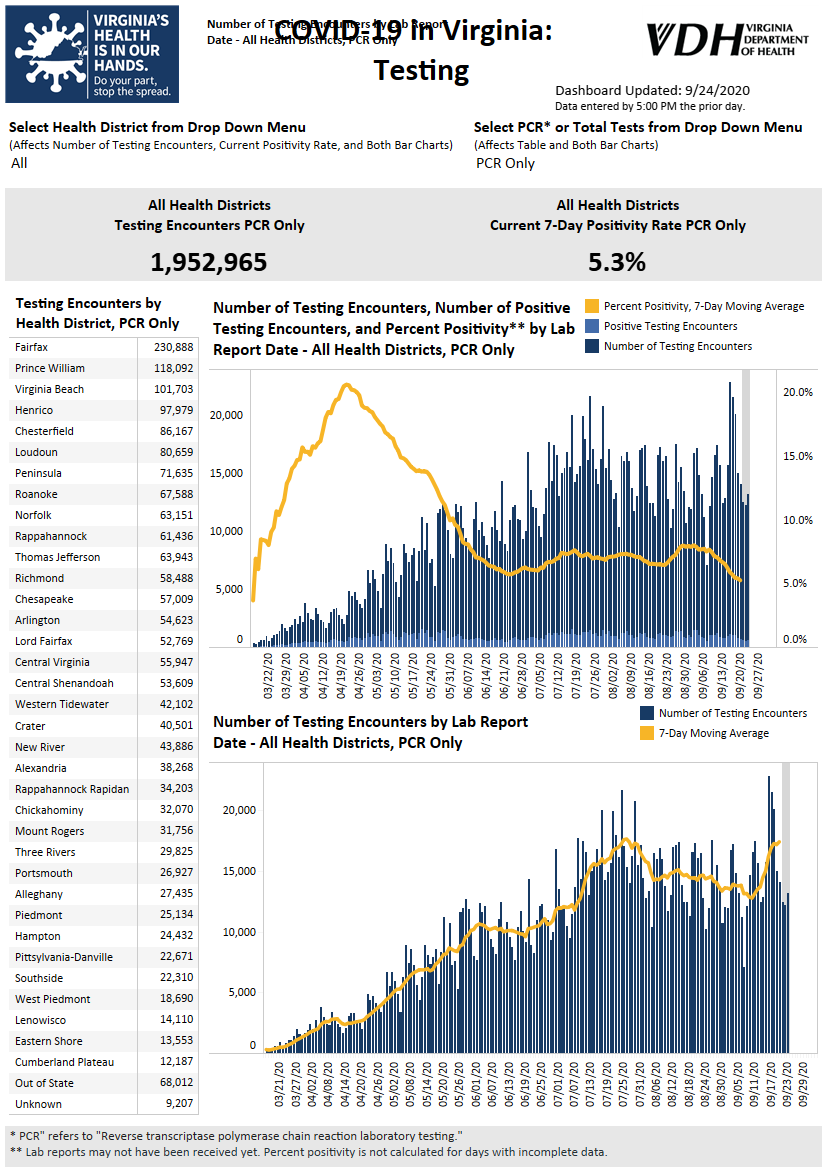 VIRGINIA'S
HEALTH
IS IN OUR
HANDS.
Do your part,
stop the spread.
Number of Testing Encounters by Lab Report
Date - All Health Districts, PCR Only
COVID-19 in Virginia:
Testing
VDH VIRGINIA
DEPARTMENT
OF HEALTH
Dashboard Updated: 9/24/2020
Data entered by 5:00 PM the prior day.
Select Health District from Drop Down Menu
(Affects Number of Testing Encounters, Current Positivity Rate, and Both Bar Charts)
All
Select PCR* or Total Tests from Drop Down Menu
(Affects Table and Both Bar Charts)
PCR Only
All Health Districts
Testing Encounters PCR Only
1,952,965
All Health Districts
Current 7-Day Positivity Rate PCR Only
5.3%
Testing Encounters by
Health District, PCR Only
Fairfax 230,888
Prince William 118,092
Virginia Beach 101,703
Henrico 97,979
Chesterfield 86,167
Loudoun 80,659
Peninsula 71,635
Roanoke 67,588
Norfolk 63,151
Rappahannock 61,436
Thomas Jefferson 63,943
Richmond 58,488
Chesapeake 57,009
Arlington 54,623
Lord Fairfax 52,769
Central Virginia 55,947
Central Shenandoah 53,609
Western Tidewater 42,102
Crater 40,501
New River 43,886
Alexandria 38,268
Rappahannock Rapidan 34,203
Chickahominy 32,070
Mount Rogers 31,756
Three Rivers 29,825
Portsmouth 26,927
Alleghany 27,435
Piedmont 25,134
Hampton 24,432
Pittsylvania-Danville 22,671
Southside 22,310
West Piedmont 18,690
Lenowisco 14,110
Eastern Shore 13,553
Cumberland Plateau 12,187
Out of State 68,012
Unknown 9,207
Number of Testing Encounters, Number of Positive
Testing Encounters, and Percent Positivity** by Lab
Report Date - All Health Districts, PCR Only
Percent Positivity, 7-Day Moving Average
Positive Testing Encounters
Number of Testing Encounters
20,000
15,000
10,000
5,000
0
20.0%
15.0%
10.0%
5.0%
0.0%
03/22/20
03/29/20
04/05/20
04/12/20
04/19/20
04/26/20
05/03/20
05/10/20
05/17/20
05/24/20
05/31/20
06/07/20
06/14/20
06/21/20
06/28/20
07/05/20
07/12/20
07/19/20
07/26/20
08/02/20
08/09/20
08/16/20
08/23/20
08/30/20
09/06/20
09/13/20
09/20/20
09/27/20
Number of Testing Encounters by Lab Report
Date - All Health Districts, PCR Only
Number of Testing Encounters
7-Day Moving Average
20,000
15,000
10,000
5,000
0
03/21/20
03/27/20
04/02/20
04/08/20
04/14/20
04/20/20
04/26/20
05/02/20
05/08/20
05/14/20
05/20/20
05/26/20
06/01/20
06/07/20
06/13/20
06/19/20
06/25/20
07/01/20
07/07/20
07/13/20
07/19/20
07/25/20
07/31/20
08/06/20
08/12/20
08/18/20
08/24/20
08/30/20
09/05/20
09/11/20
09/17/20
09/23/20
09/29/20
* PCR" refers to "Reverse transcriptase polymerase chain reaction laboratory testing."
** Lab reports may not have been received yet. Percent positivity is not calculated for days with incomplete data.